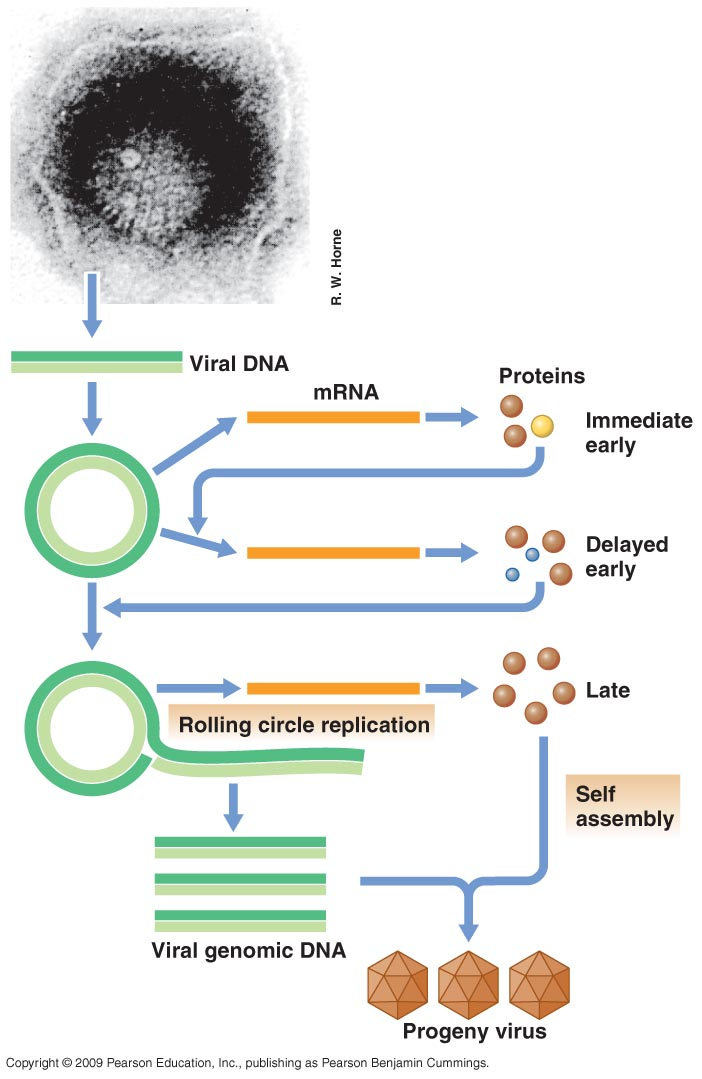 R. W. Horne
Viral DNA
mRNA
Proteins
Immediate
early
Delayed
early
Late
Rolling circle replication
Self
assembly
Viral genomic DNA
Progeny virus
Copyright © 2009 Pearson Education, Inc., publishing as Pearson Benjamin Cummings.